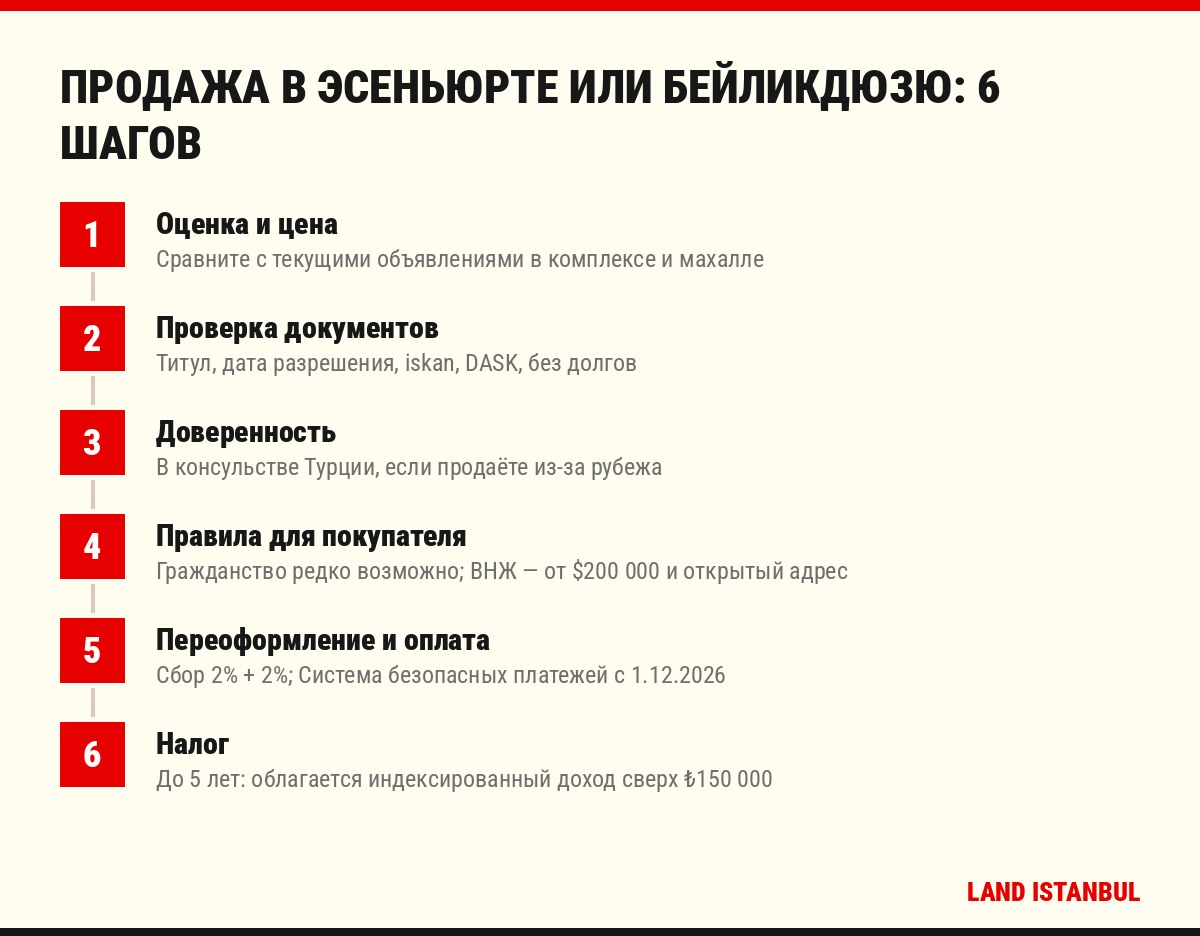 ПРОДАЖА В ЭСЕНЬЮРТЕ ИЛИ БЕЙЛИКДЮЗЮ: 6
ШАГОВ
1
Оценка и цена
Сравните с текущими объявлениями в комплексе и махалле
2
Проверка документов
Титул, дата разрешения, iskan, DASK, без долгов
3
Доверенность
В консульстве Турции, если продаёте из-за рубежа
4
Правила для покупателя
Гражданство редко возможно; ВНЖ — от $200 000 и открытый адрес
5
Переоформление и оплата
Сбор 2% + 2%; Система безопасных платежей с 1.12.2026
6
Налог
До 5 лет: облагается индексированный доход сверх ₺150 000
LAND ISTANBUL